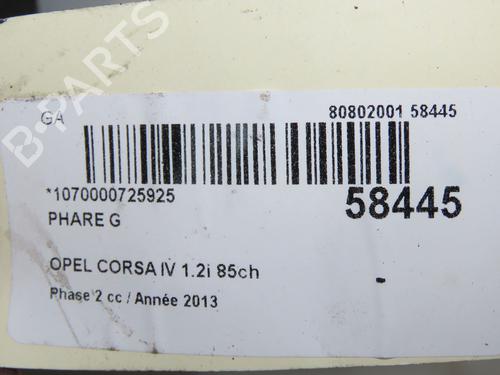 GA
80802001 58445
*1070000725925
58445
PHARE G
OPEL CORSA IV 1.2i 85ch
Phase 2 cc / Année 2013
B-PARTS